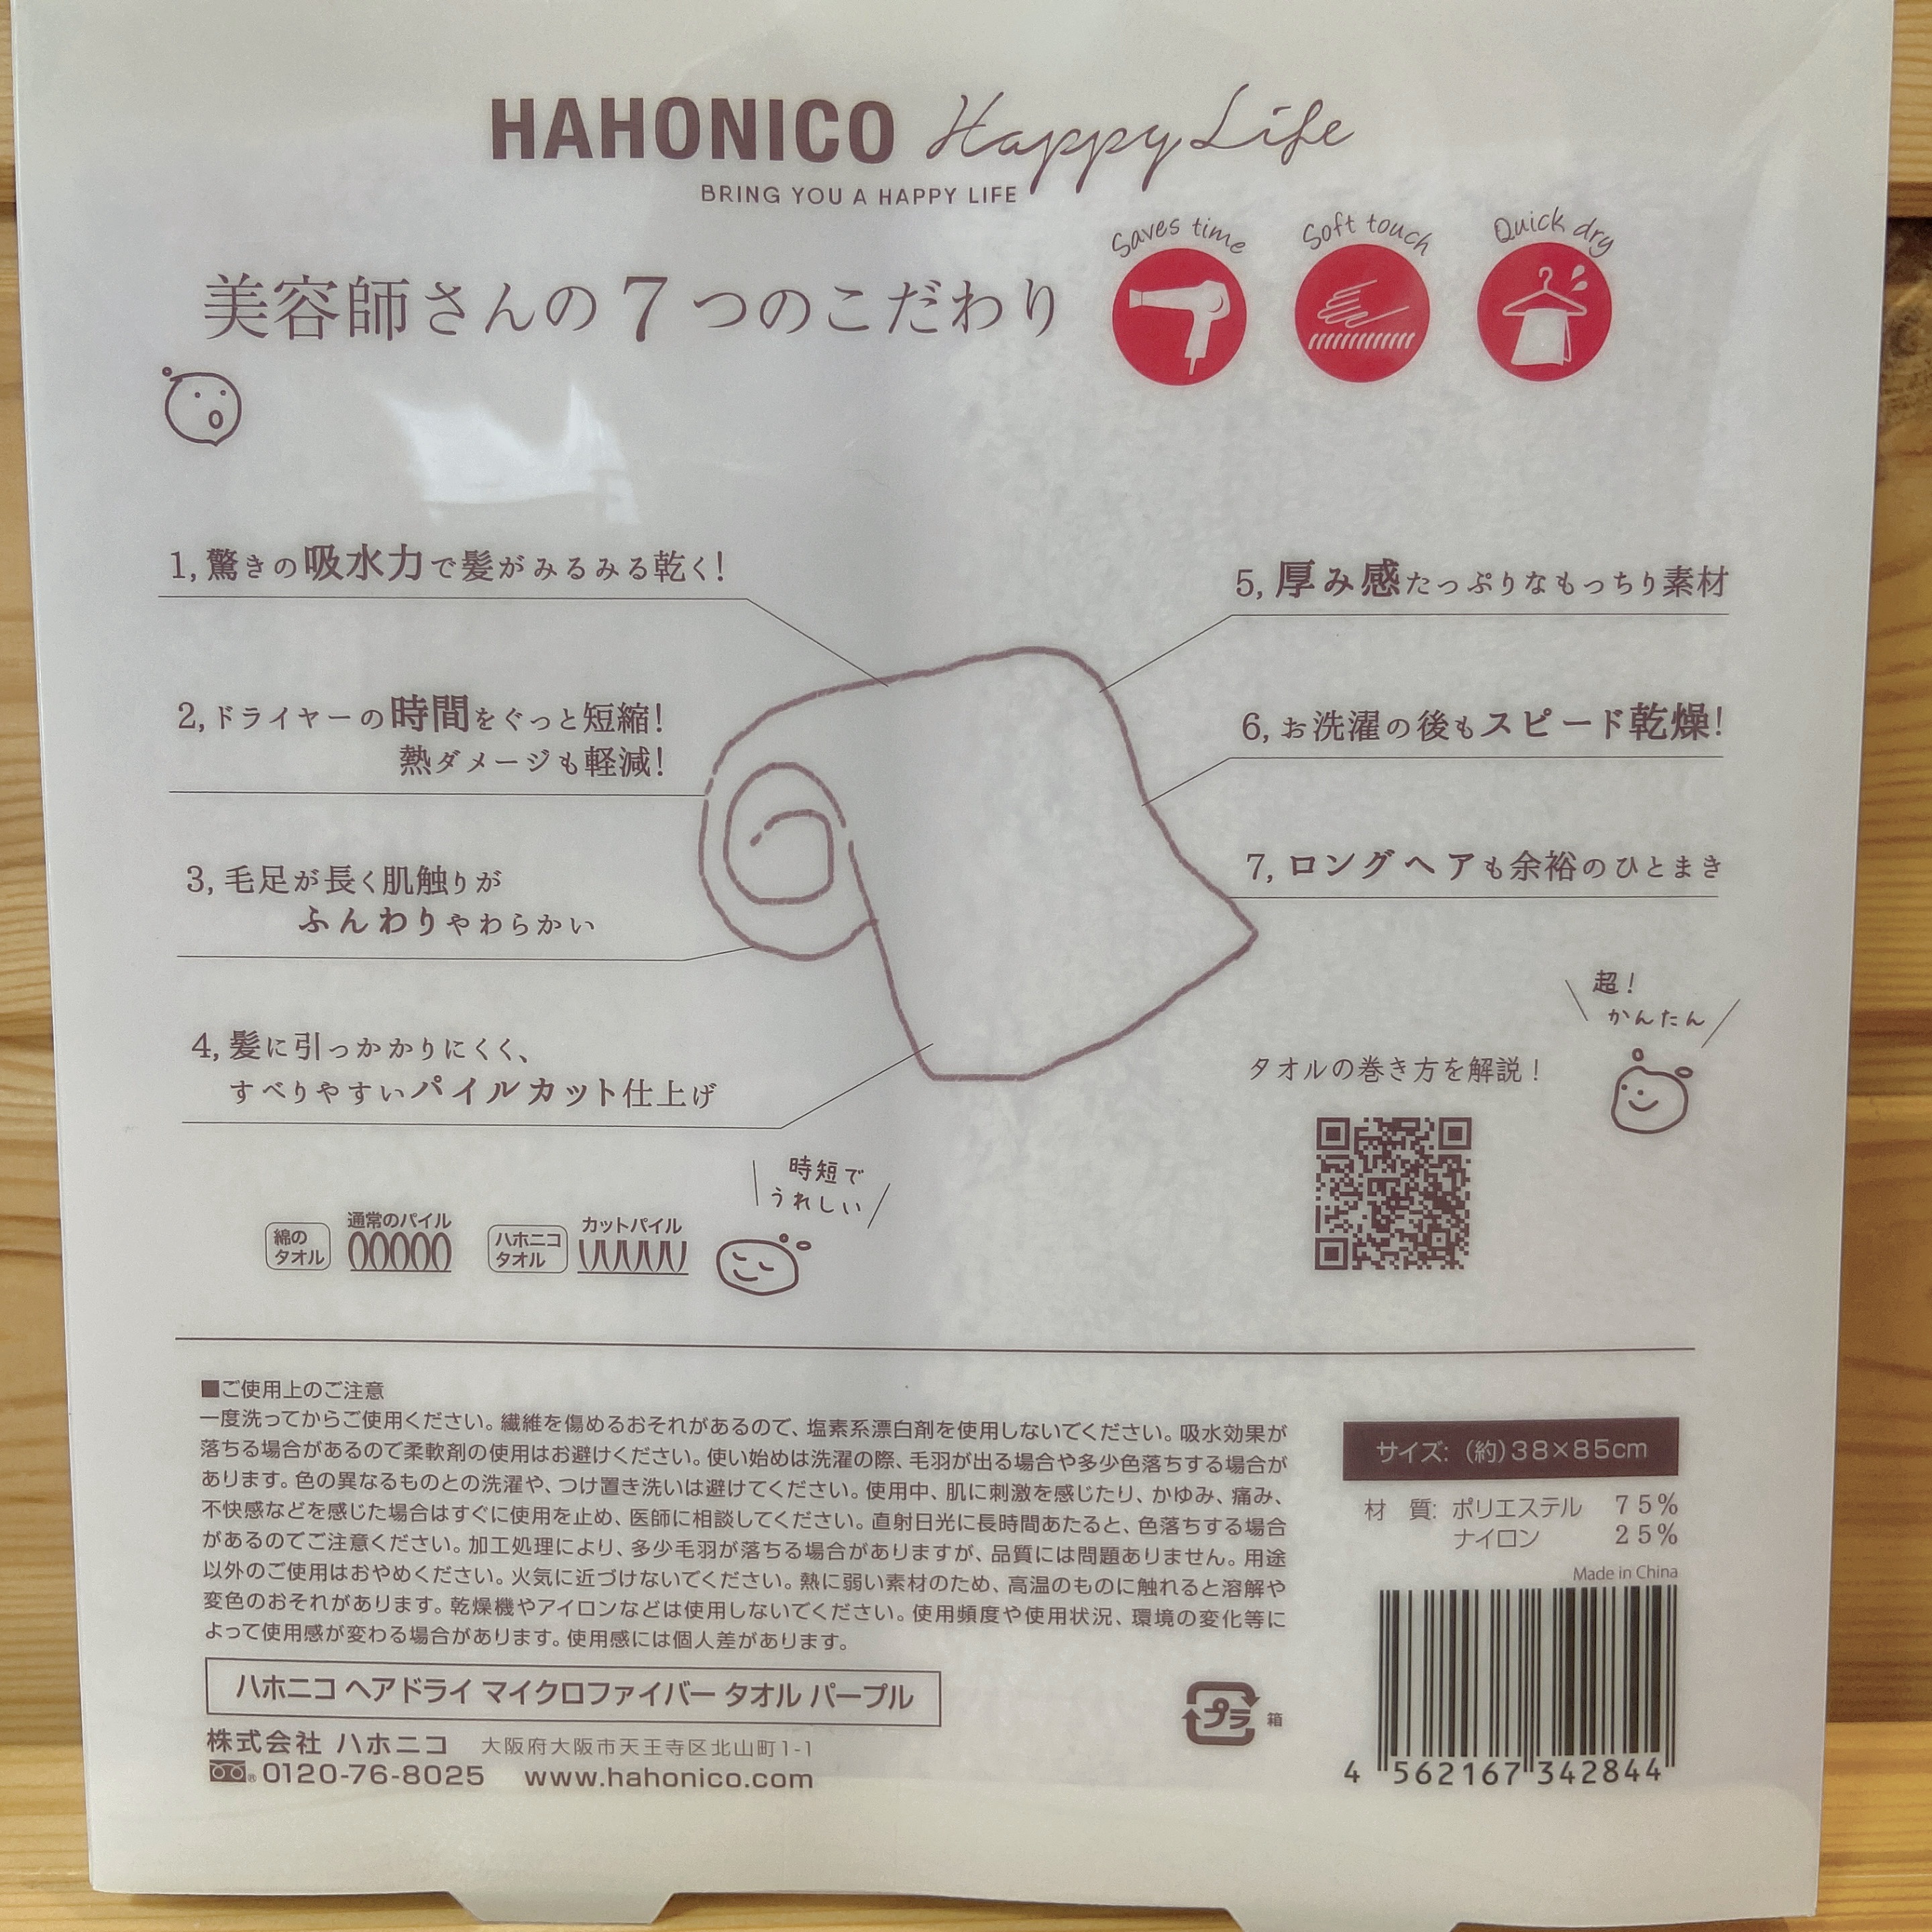 HAHONICO Happy Life
BRING YOU A HAPPY LIFE
Saves time
Soft touch
Quick dry
美容師さんの7つのこだわり
1, 驚きの吸水力で髪がみるみる乾く!
2, ドライヤーの時間をぐっと短縮!
熱ダメージも軽減!
3, 毛足が長く肌触りが
ふんわりやわらかい
4, 髪に引っかかりにくく、
すべりやすいパイルカット仕上げ
5, 厚み感たっぷりなもっちり素材
6, お洗濯の後もスピード乾燥!
7, ロングヘアも余裕のひとまき
超!
かんたん
タオルの巻き方を解説!
時短で
うれしい
綿の
タオル
通常のパイル
ハホニコ
タオル
カットパイル
■ご使用上のご注意
一度洗ってからご使用ください。繊維を傷めるおそれがあるので、塩素系漂白剤を使用しないでください。吸水効果が
落ちる場合があるので柔軟剤の使用はお避けください。使い始めは洗濯の際、毛羽が出る場合や多少色落ちする場合が
あります。色の異なるものとの洗濯や、つけ置き洗いは避けてください。使用中、肌に刺激を感じたり、かゆみ、痛み、
不快感などを感じた場合はすぐに使用を止め、医師に相談してください。直射日光に長時間あたると、色落ちする場合
があるのでご注意ください。加工処理により、多少毛羽が落ちる場合がありますが、品質には問題ありません。用途
以外のご使用はおやめください。火気に近づけないでください。熱に弱い素材のため、高温のものに触れると溶解や
変色のおそれがあります。乾燥機やアイロンなどは使用しないでください。使用頻度や使用状況、環境の変化等に
よって使用感が変わる場合があります。使用感には個人差があります。
ハホニコ ヘアドライ マイクロファイバー タオル パープル
株式会社 ハホニコ 大阪府大阪市天王寺区北山町1-1
0120-76-8025 www.hahonico.com
プラ 箱
サイズ: (約)38×85cm
材 質: ポリエステル 75%
ナイロン 25%
Made in China
4 562167 342844